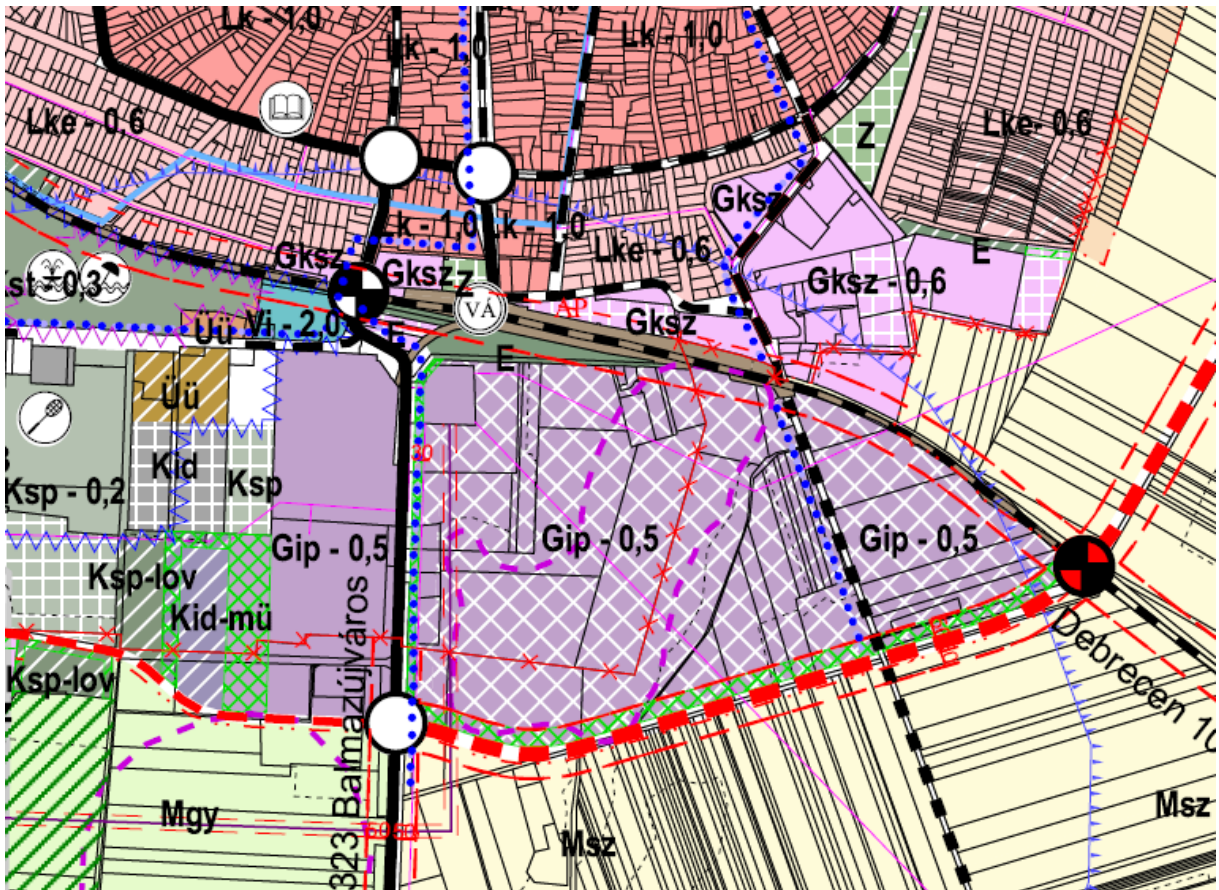 Lk - 1,0
Lk - 1,0
Lk - 1,0
Lke - 0,6
Lke- 0,6
Z
Gksz
Lk - 1,0
Lk - 1,0
Lke - 0,6
Gksz
Gksz
Z
E
Gksz - 0,6
Kst - 0,3
VÁ
AP
Gksz
Üü
Vi - 2,0
E
E
Üü
20
Kid
Ksp
Ksp - 0,2
Gip - 0,5
Gip - 0,5
Gip - 0,5
Ksp-lov
Kid-mü
Ksp-lov
323 Balmazújváros
Debrecen 10
Mgy
Msz
Msz